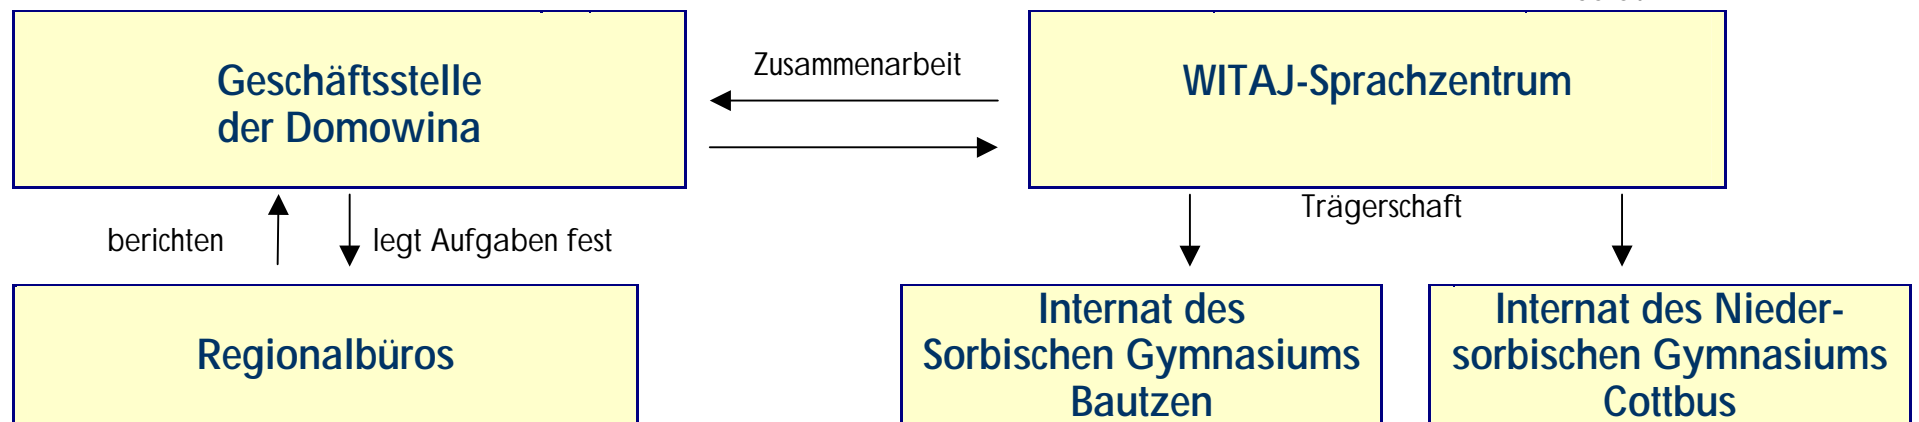 Geschäftsstelle
der Domowina
Zusammenarbeit
WITAJ-Sprachzentrum
berichten
legt Aufgaben fest
Trägerschaft
Regionalbüros
Internat des
Sorbischen Gymnasiums
Bautzen
Internat des Nieder-
sorbischen Gymnasiums
Cottbus